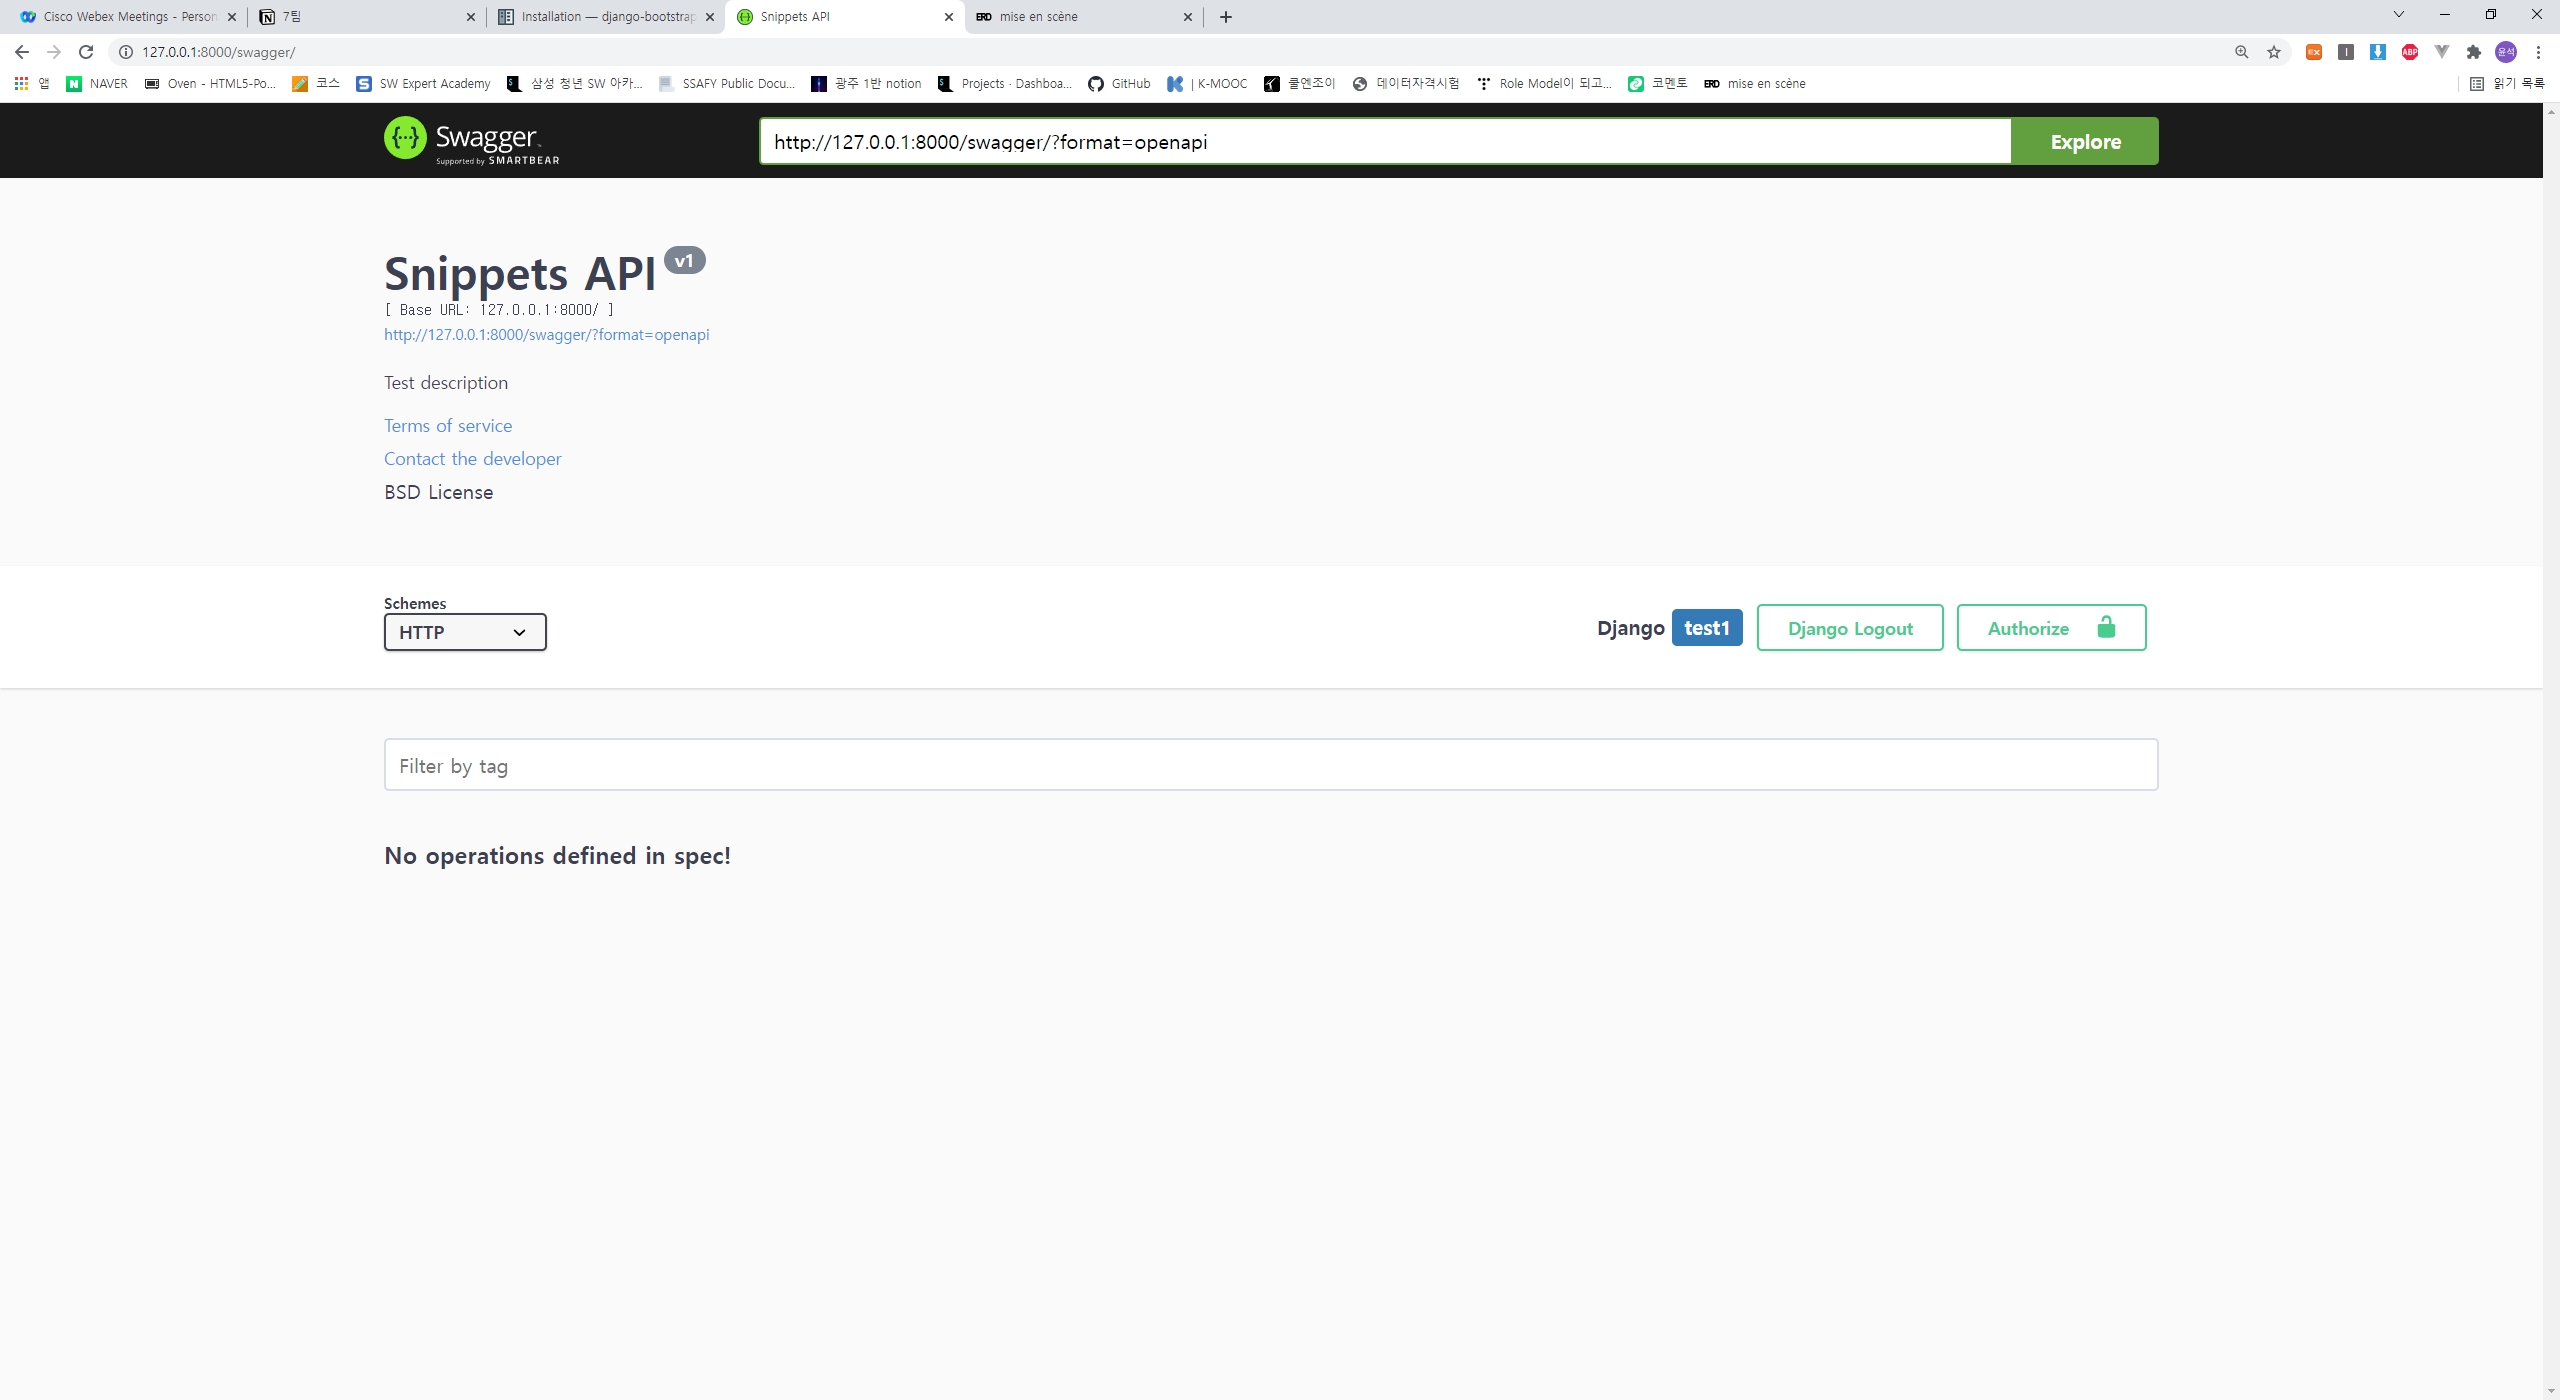 Cisco Webex Meetings - Person
7팀
Installation — django-bootstrap
Snippets API
ERD mise en scène
127.0.0.1:8000/swagger/
EX
ABP
윤석
앱
N NAVER
Oven - HTML5-Po...
코스
S SW Expert Academy
삼성 청년 SW 아카...
SSAFY Public Docu...
광주 1반 notion
Projects · Dashboa...
GitHub
| K-MOOC
쿨엔조이
데이터자격시험
Role Model이 되고...
코멘토
ERD mise en scène
읽기 목록
{···} Swagger
Supported by SMARTBEAR
http://127.0.0.1:8000/swagger/?format=openapi
Explore
Snippets API v1
[ Base URL: 127.0.0.1:8000/ ]
http://127.0.0.1:8000/swagger/?format=openapi
Test description
Terms of service
Contact the developer
BSD License
Schemes
HTTP
Django test1
Django Logout
Authorize
Filter by tag
No operations defined in spec!